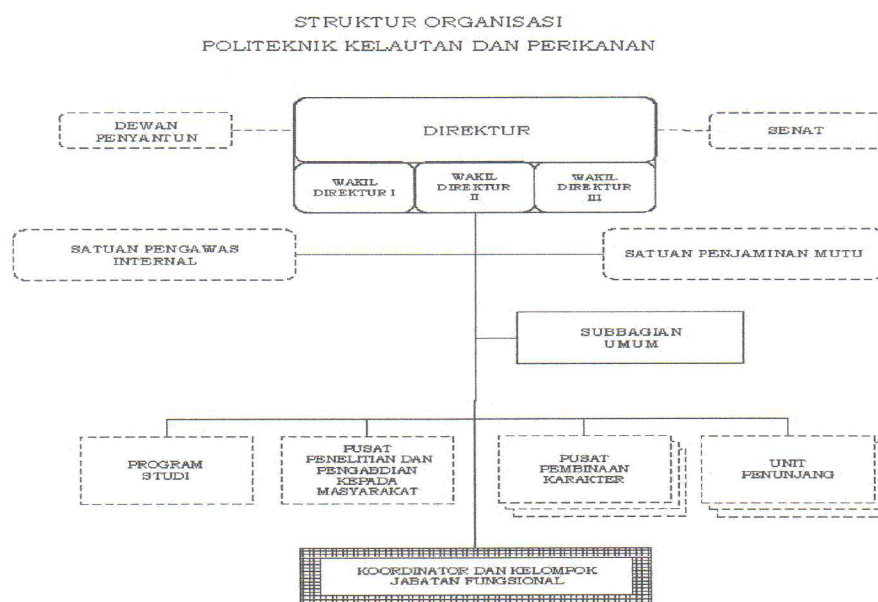 STRUKTUR ORGANISASI
POLITEKNIK KELAUTAN DAN PERIKANAN
DEWAN
PENYANTUN
DIREKTUR
SENAT
WAKIL
DIREKTUR I
WAKIL
DIREKTUR
II
WAKIL
DIREKTUR
III
SATUAN PENGAWAS
INTERNAL
SATUAN PENJAMINAN MUTU
SUBBAGIAN
UMUM
PROGRAM
STUDI
PUSAT
PENELITIAN DAN
PENGABDIAN
KEPADA
MASYARAKAT
PUSAT
PEMBINAAN
KARAKTER
UNIT
PENUNJANG
KOORDINATOR DAN KELOMPOK
JABATAN FUNGSIONAL